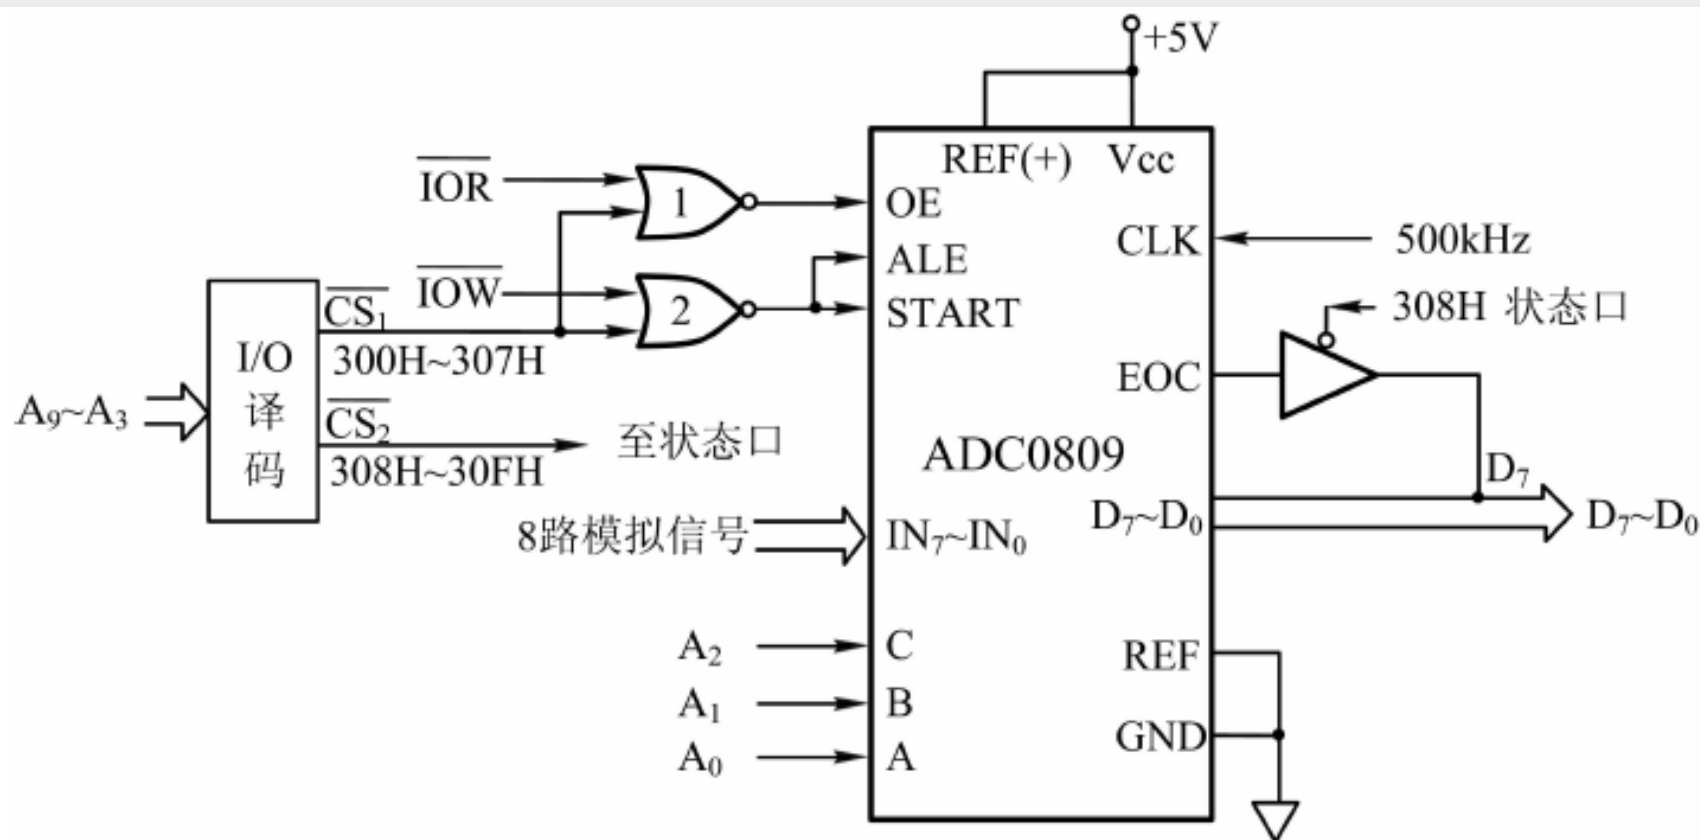 +5V
REF(+) Vcc
IOR
1
OE
CLK
500kHz
ALE
IOW
2
START
308H 状态口
CS1
300H~307H
I/O
译
码
A9~A3
CS2
308H~30FH
至状态口
EOC
ADC0809
D7
8路模拟信号
IN7~IN0
D7~D0
D7~D0
A2
C
REF
A1
B
GND
A0
A